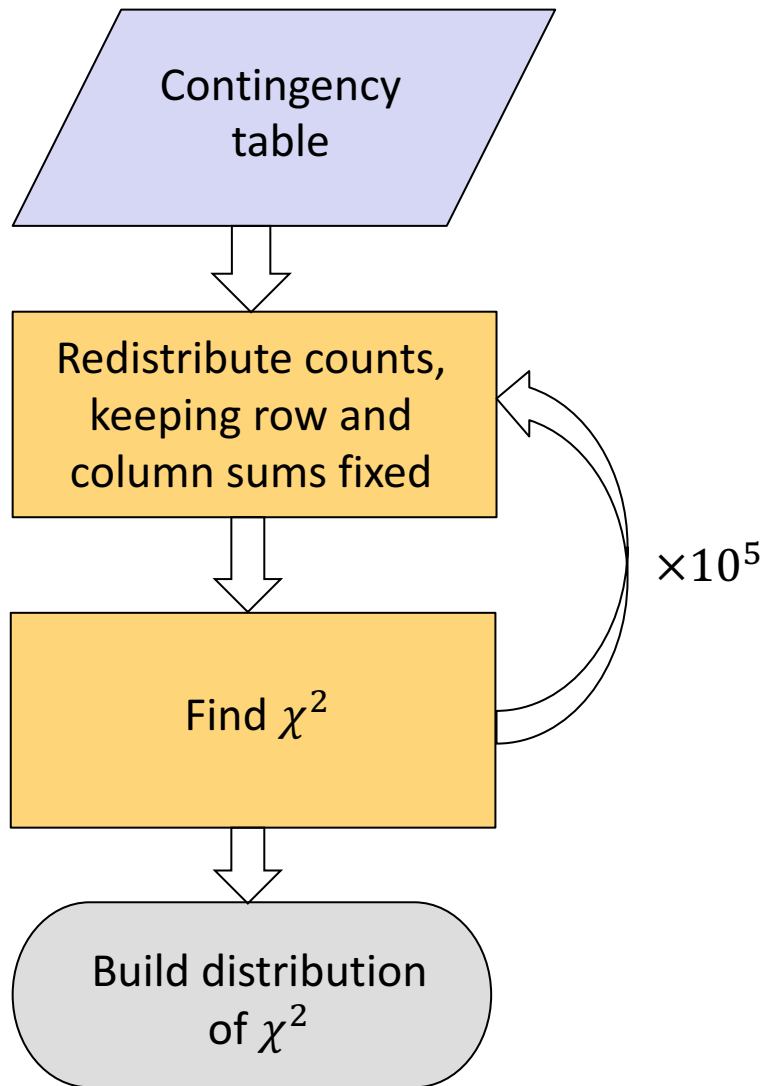 Contingency
table
Redistribute counts,
keeping row and
column sums fixed
×10⁵
Find χ²
Build distribution
of χ²